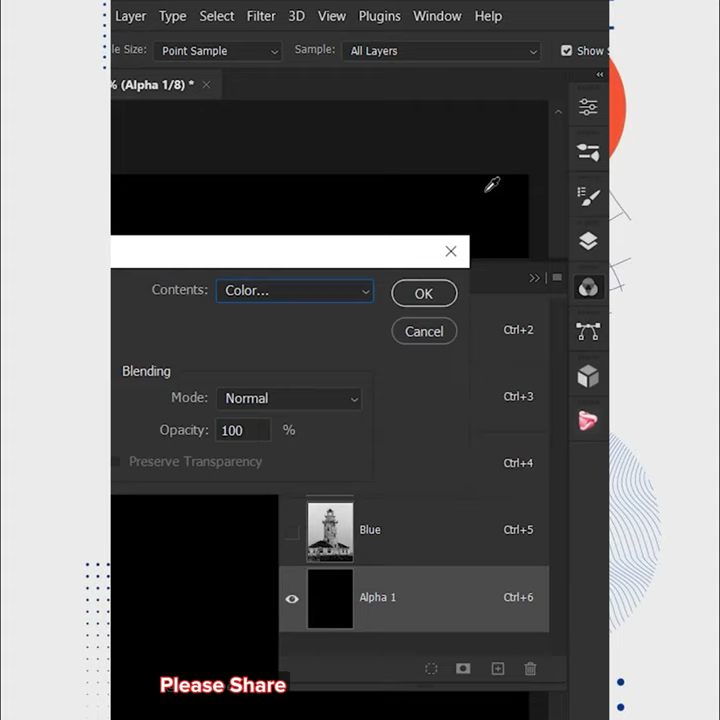 Layer Type Select Filter 3D View Plugins Window Help
le Size: Point Sample Sample: All Layers Show
% (Alpha 1/8) * ×
Contents: Color... OK
Cancel
Ctrl+2
Blending
Mode: Normal
Ctrl+3
Opacity: 100 %
Preserve Transparency
Ctrl+4
Blue Ctrl+5
Alpha 1 Ctrl+6
Please Share